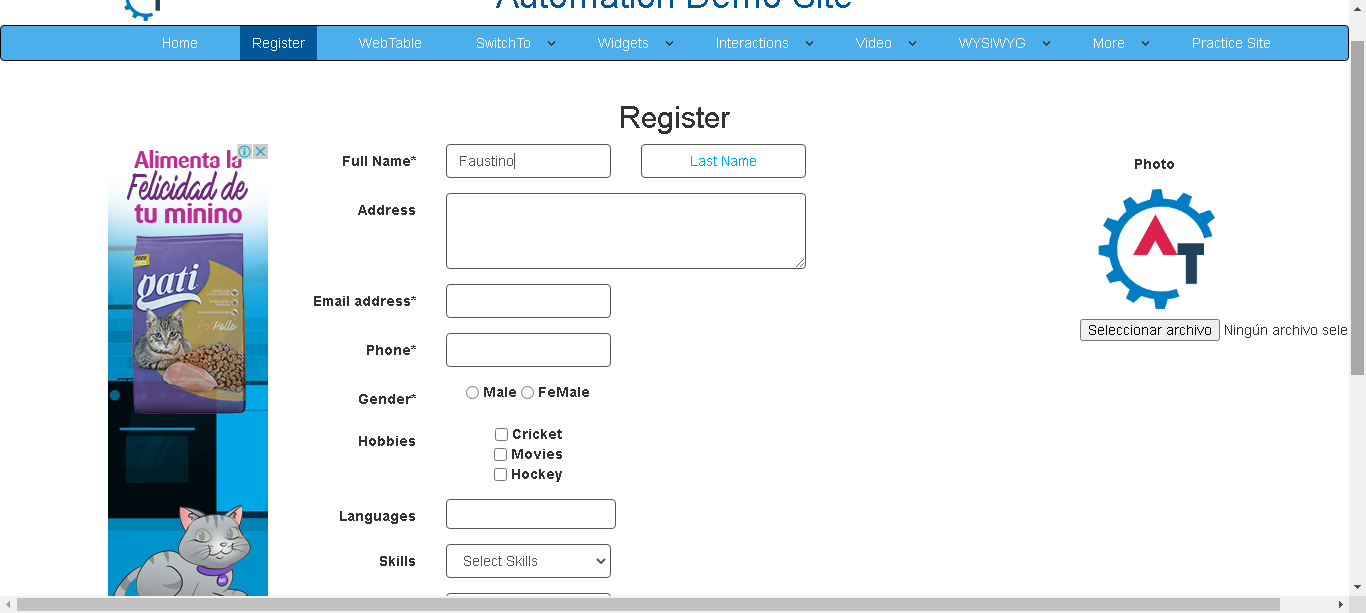 Automation Demo Site
Home Register WebTable SwitchTo Widgets Interactions Video WYSIWYG More Practice Site
Register
Alimenta la
Felicidad de
tu minino
gati
Pollo
Full Name* Faustino Last Name
Address
Email address*
Phone*
Gender* Male FeMale
Hobbies Cricket
Movies
Hockey
Languages
Skills Select Skills
Photo
AT
Seleccionar archivo Ningún archivo sele